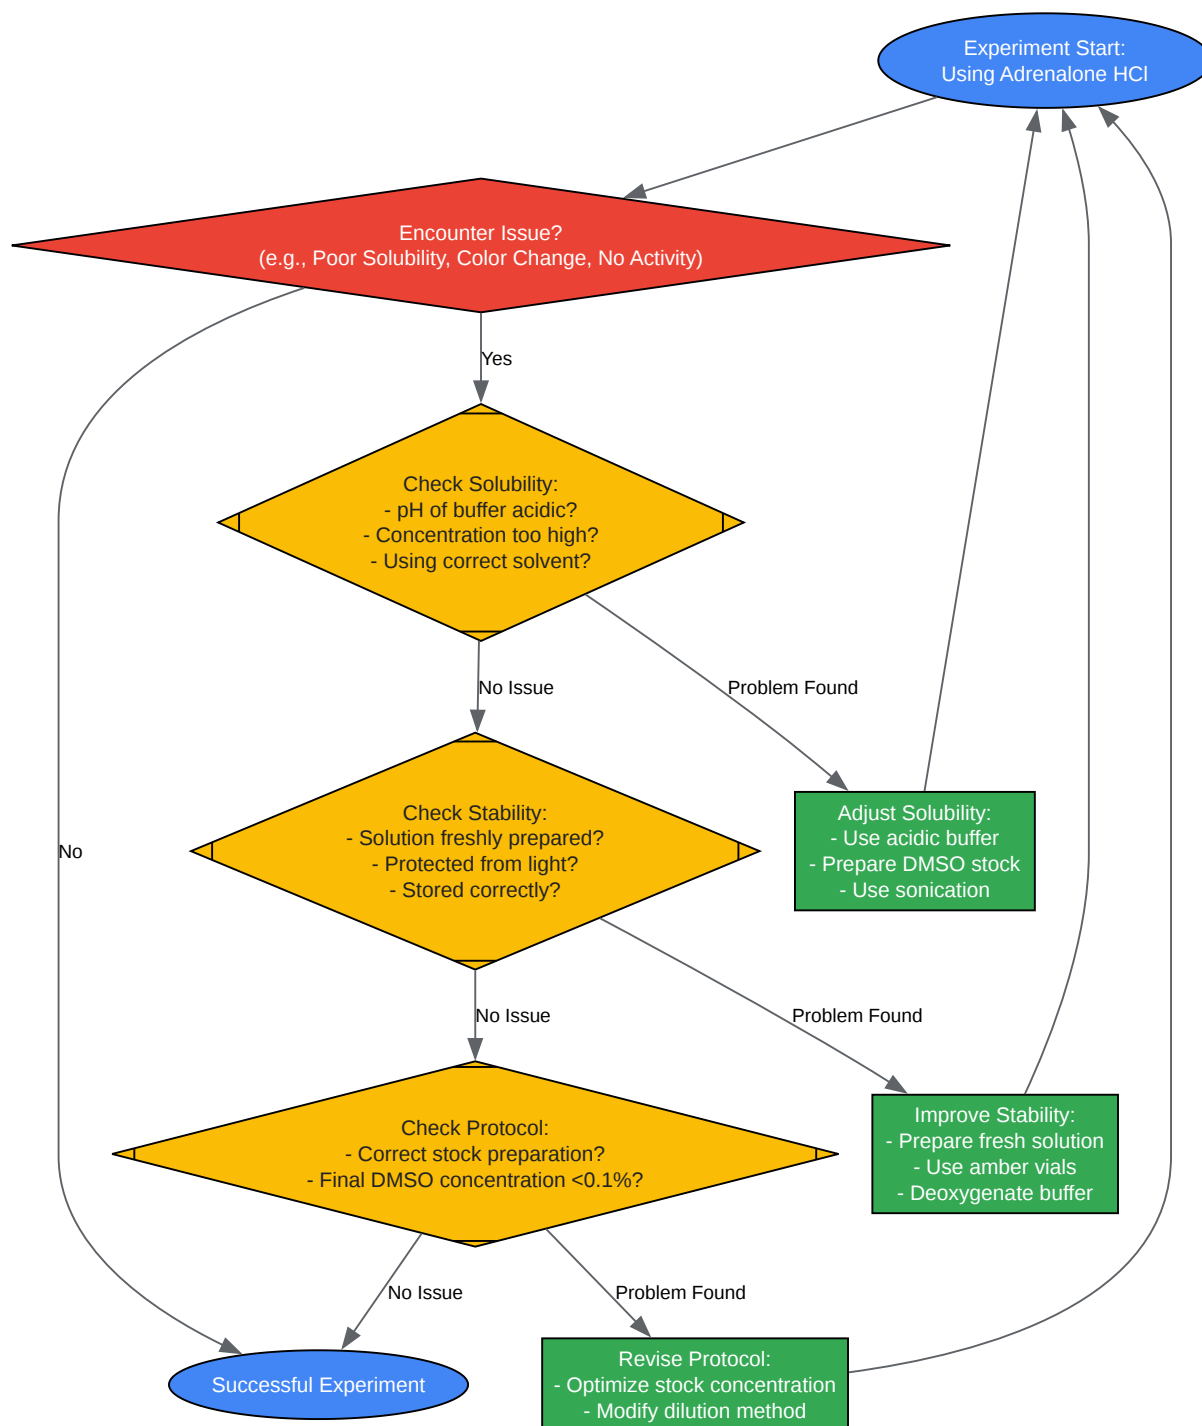 Experiment Start:
Using Adrenalone HCl
Encounter Issue?
(e.g., Poor Solubility, Color Change, No Activity)
Yes
Check Solubility:
- pH of buffer acidic?
- Concentration too high?
- Using correct solvent?
No Issue
Problem Found
Check Stability:
- Solution freshly prepared?
- Protected from light?
- Stored correctly?
Adjust Solubility:
- Use acidic buffer
- Prepare DMSO stock
- Use sonication
No
No Issue
Problem Found
Check Protocol:
- Correct stock preparation?
- Final DMSO concentration <0.1%?
Improve Stability:
- Prepare fresh solution
- Use amber vials
- Deoxygenate buffer
No Issue
Problem Found
Successful Experiment
Revise Protocol:
- Optimize stock concentration
- Modify dilution method